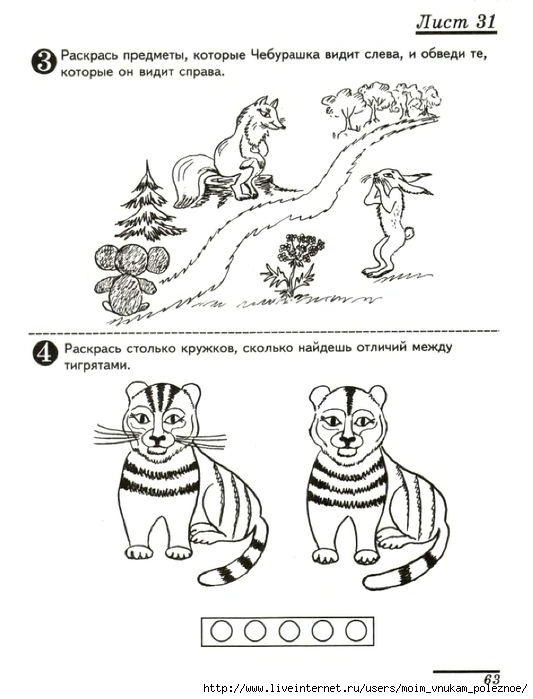 Лист 31
3 Раскрась предметы, которые Чебурашка видит слева, и обведи те,
которые он видит справа.
4 Раскрась столько кружков, сколько найдешь отличий между
тигрятами.
63
http://www.liveinternet.ru/users/moim_vnukam_poleznoe/